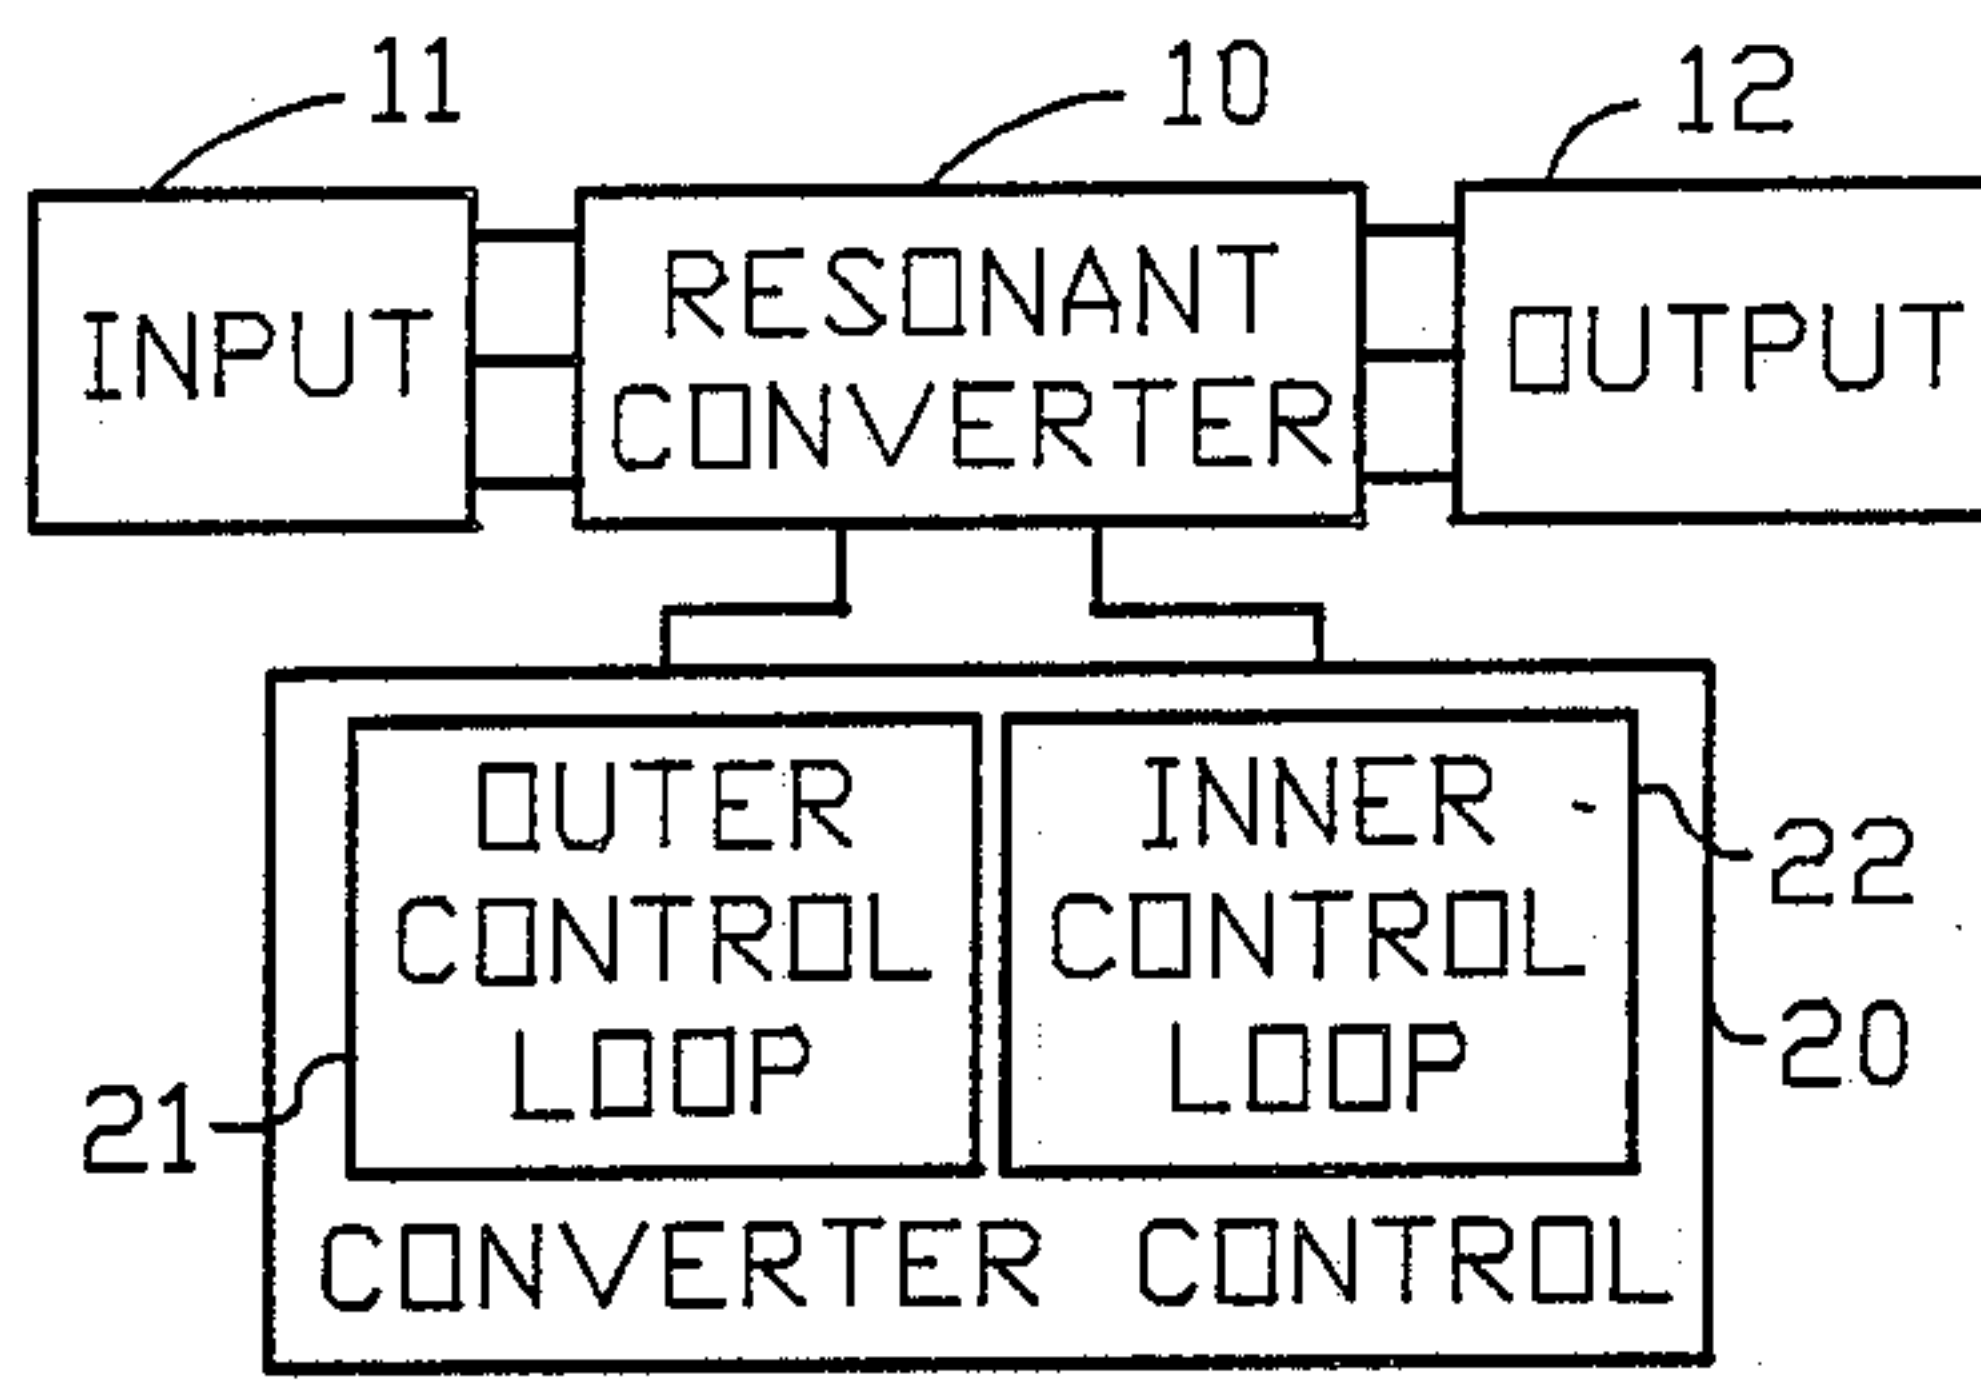 11
10
12
INPUT
RESONANT
CONVERTER
OUTPUT
OUTER
CONTROL
LOOP
INNER
CONTROL
LOOP
22
20
21
CONVERTER CONTROL